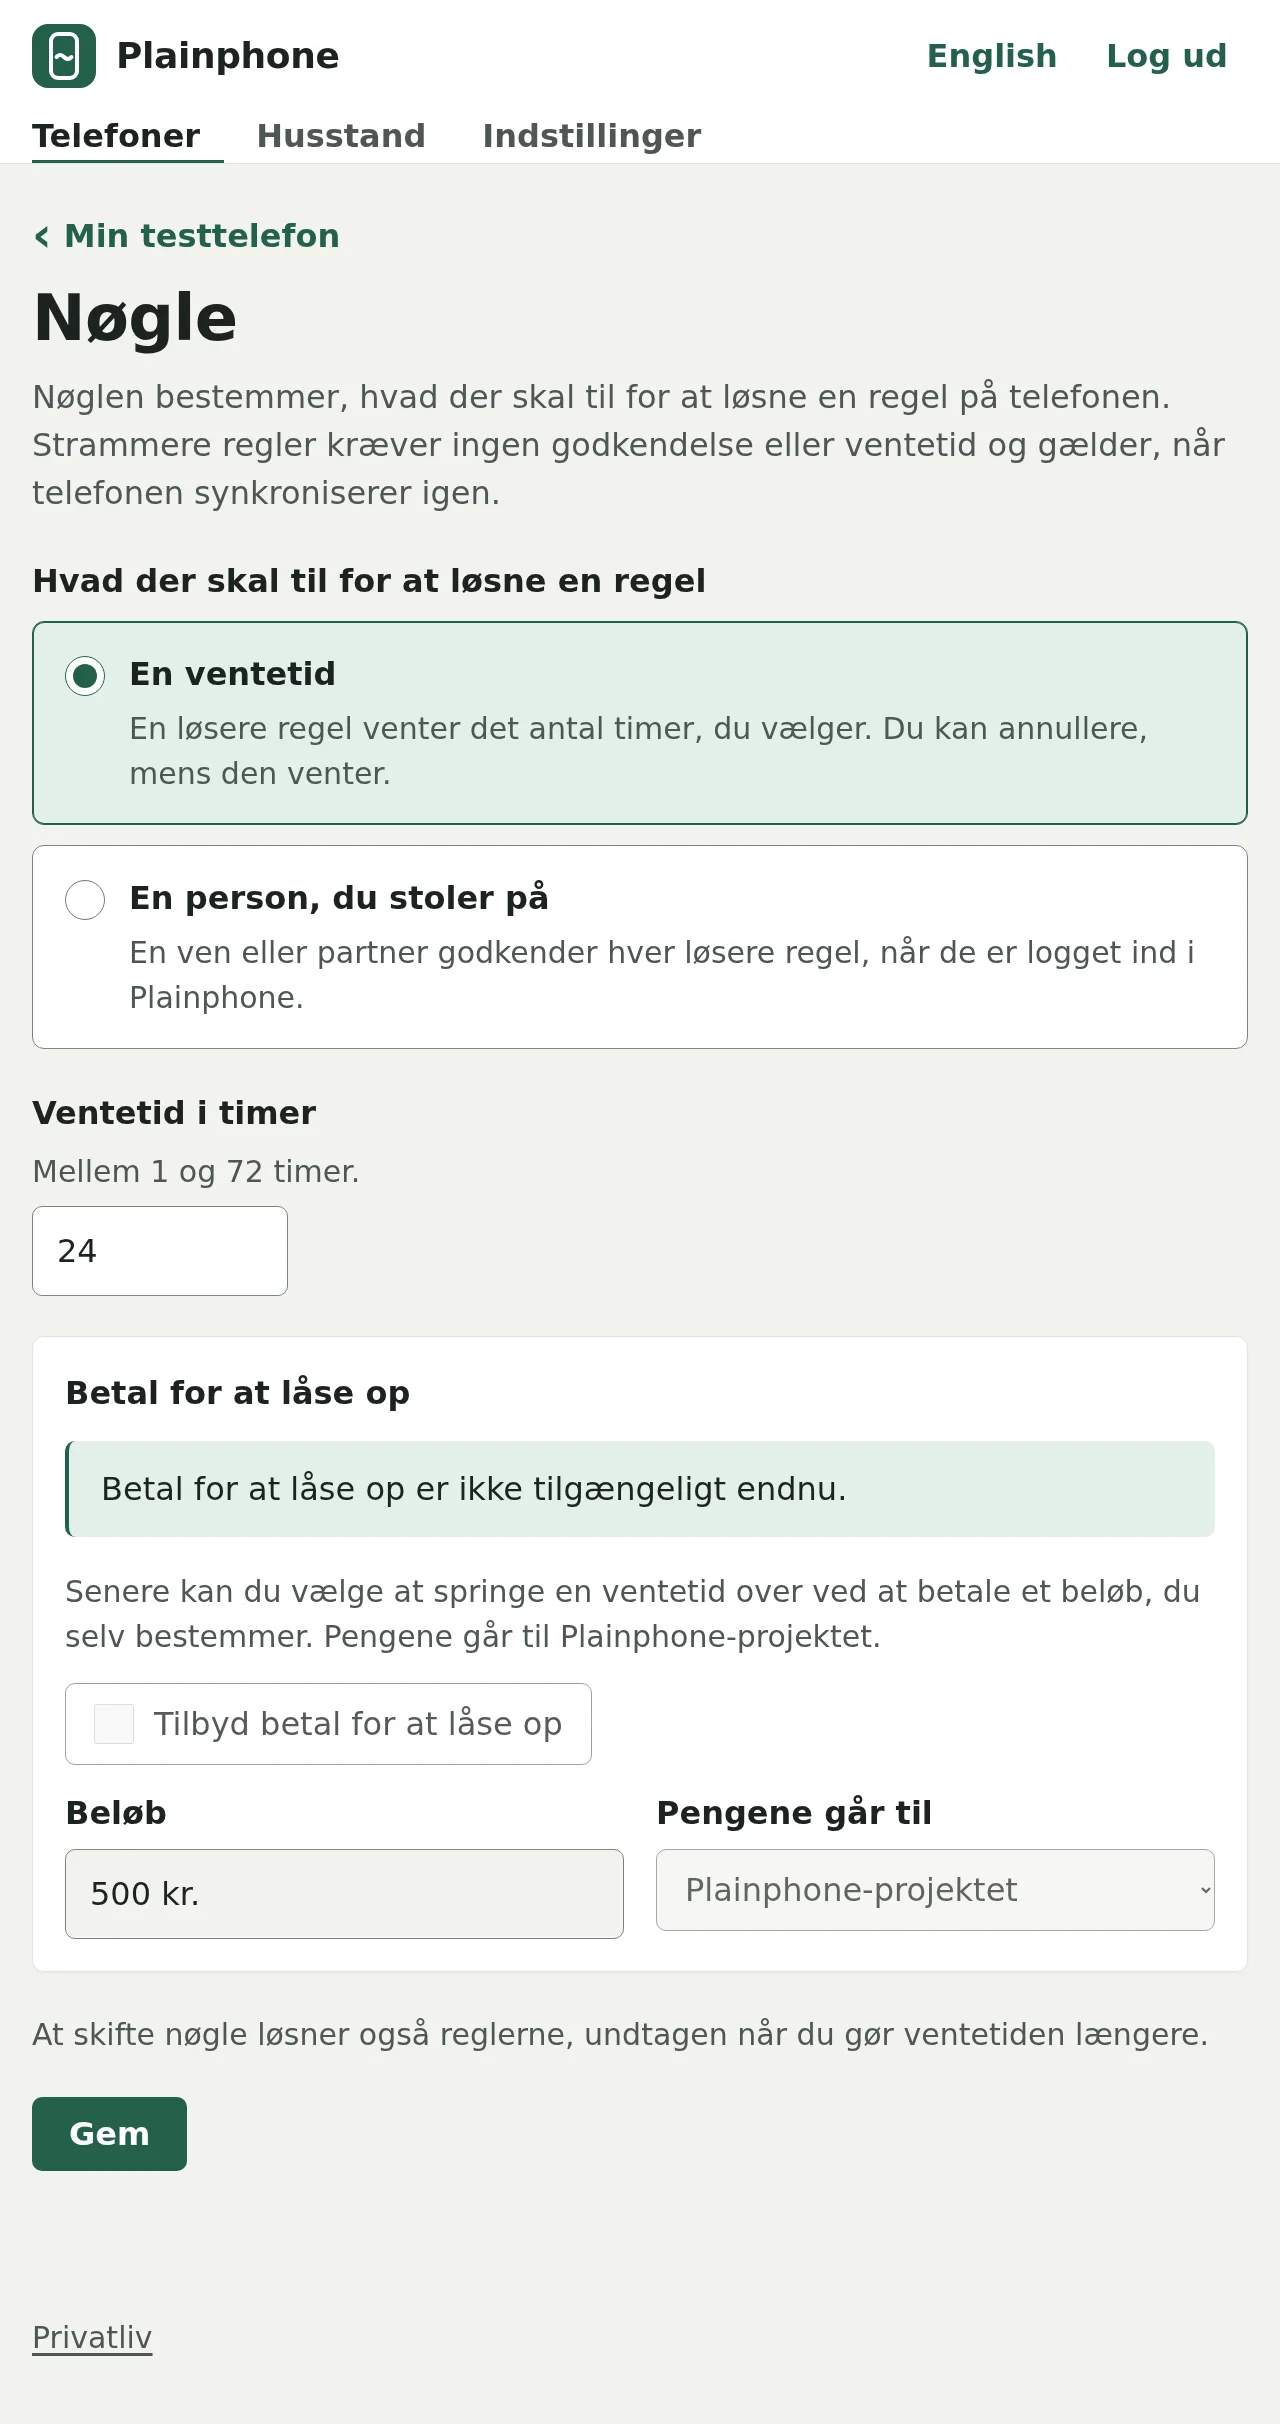 Plainphone
English
Log ud
Telefoner
Husstand
Indstillinger
‹ Min testtelefon
Nøgle
Nøglen bestemmer, hvad der skal til for at løsne en regel på telefonen.
Strammere regler kræver ingen godkendelse eller ventetid og gælder, når
telefonen synkroniserer igen.
Hvad der skal til for at løsne en regel
En ventetid
En løsere regel venter det antal timer, du vælger. Du kan annullere,
mens den venter.
En person, du stoler på
En ven eller partner godkender hver løsere regel, når de er logget ind i
Plainphone.
Ventetid i timer
Mellem 1 og 72 timer.
24
Betal for at låse op
Betal for at låse op er ikke tilgængeligt endnu.
Senere kan du vælge at springe en ventetid over ved at betale et beløb, du
selv bestemmer. Pengene går til Plainphone-projektet.
Tilbyd betal for at låse op
Beløb
Pengene går til
500 kr.
Plainphone-projektet
At skifte nøgle løsner også reglerne, undtagen når du gør ventetiden længere.
Gem
Privatliv